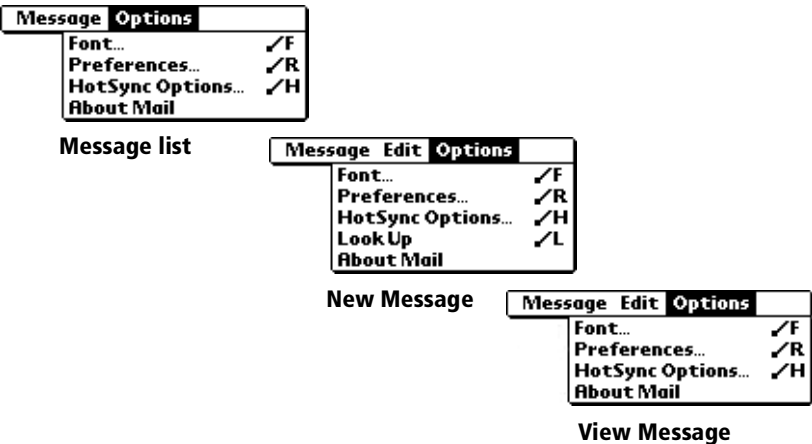 Message Options
Font... ✓F
Preferences... ✓R
HotSync Options... ✓H
About Mail
Message list
Message Edit Options
Font... ✓F
Preferences... ✓R
HotSync Options... ✓H
Look Up ✓L
About Mail
New Message
Message Edit Options
Font... ✓F
Preferences... ✓R
HotSync Options... ✓H
About Mail
View Message